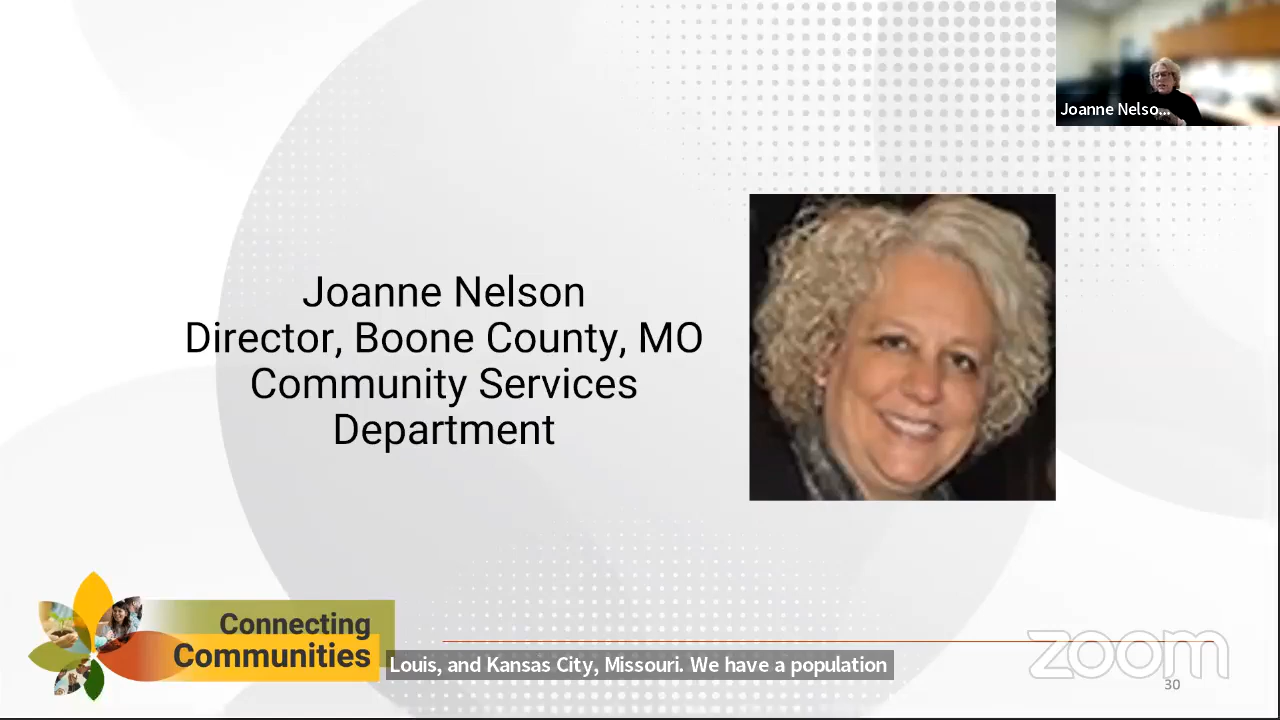 Joanne Nelso...
Joanne Nelson
Director, Boone County, MO
Community Services
Department
Connecting
Communities
Louis, and Kansas City, Missouri. We have a population
zoom
30